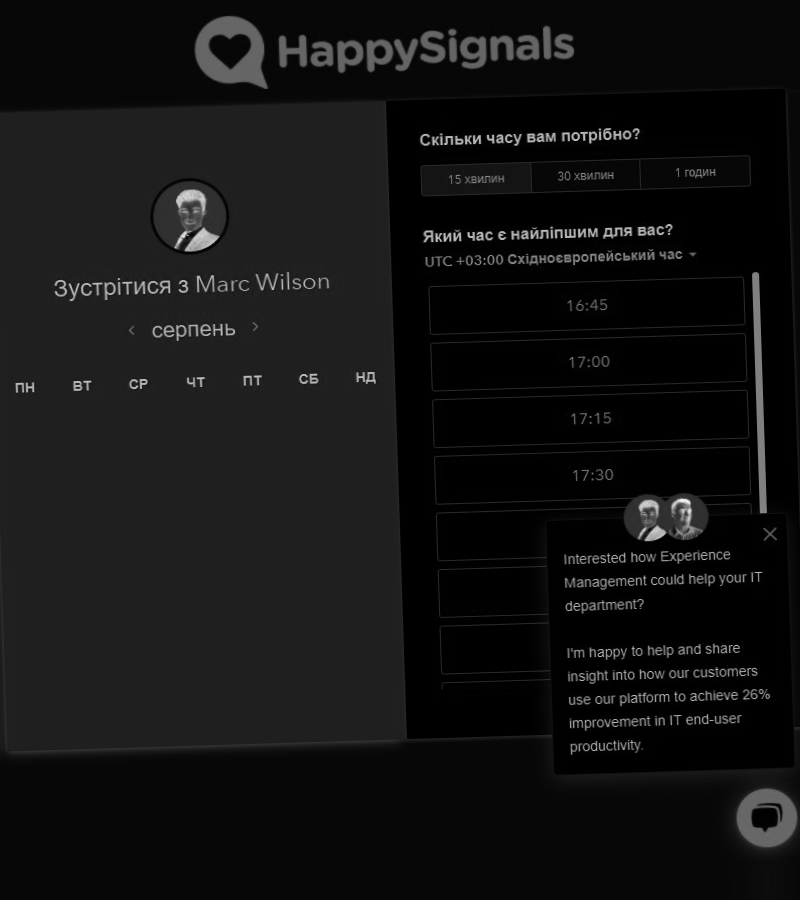 HappySignals
Зустрітися з Marc Wilson
серпень
ПН ВТ СР ЧТ ПТ СБ НД
Скільки часу вам потрібно?
15 хвилин 30 хвилин 1 годин
Який час є найліпшим для вас?
UTC +03:00 Східноєвропейський час
16:45
17:00
17:15
17:30
Interested how Experience
Management could help your IT
department?
I'm happy to help and share
insight into how our customers
use our platform to achieve 26%
improvement in IT end-user
productivity.